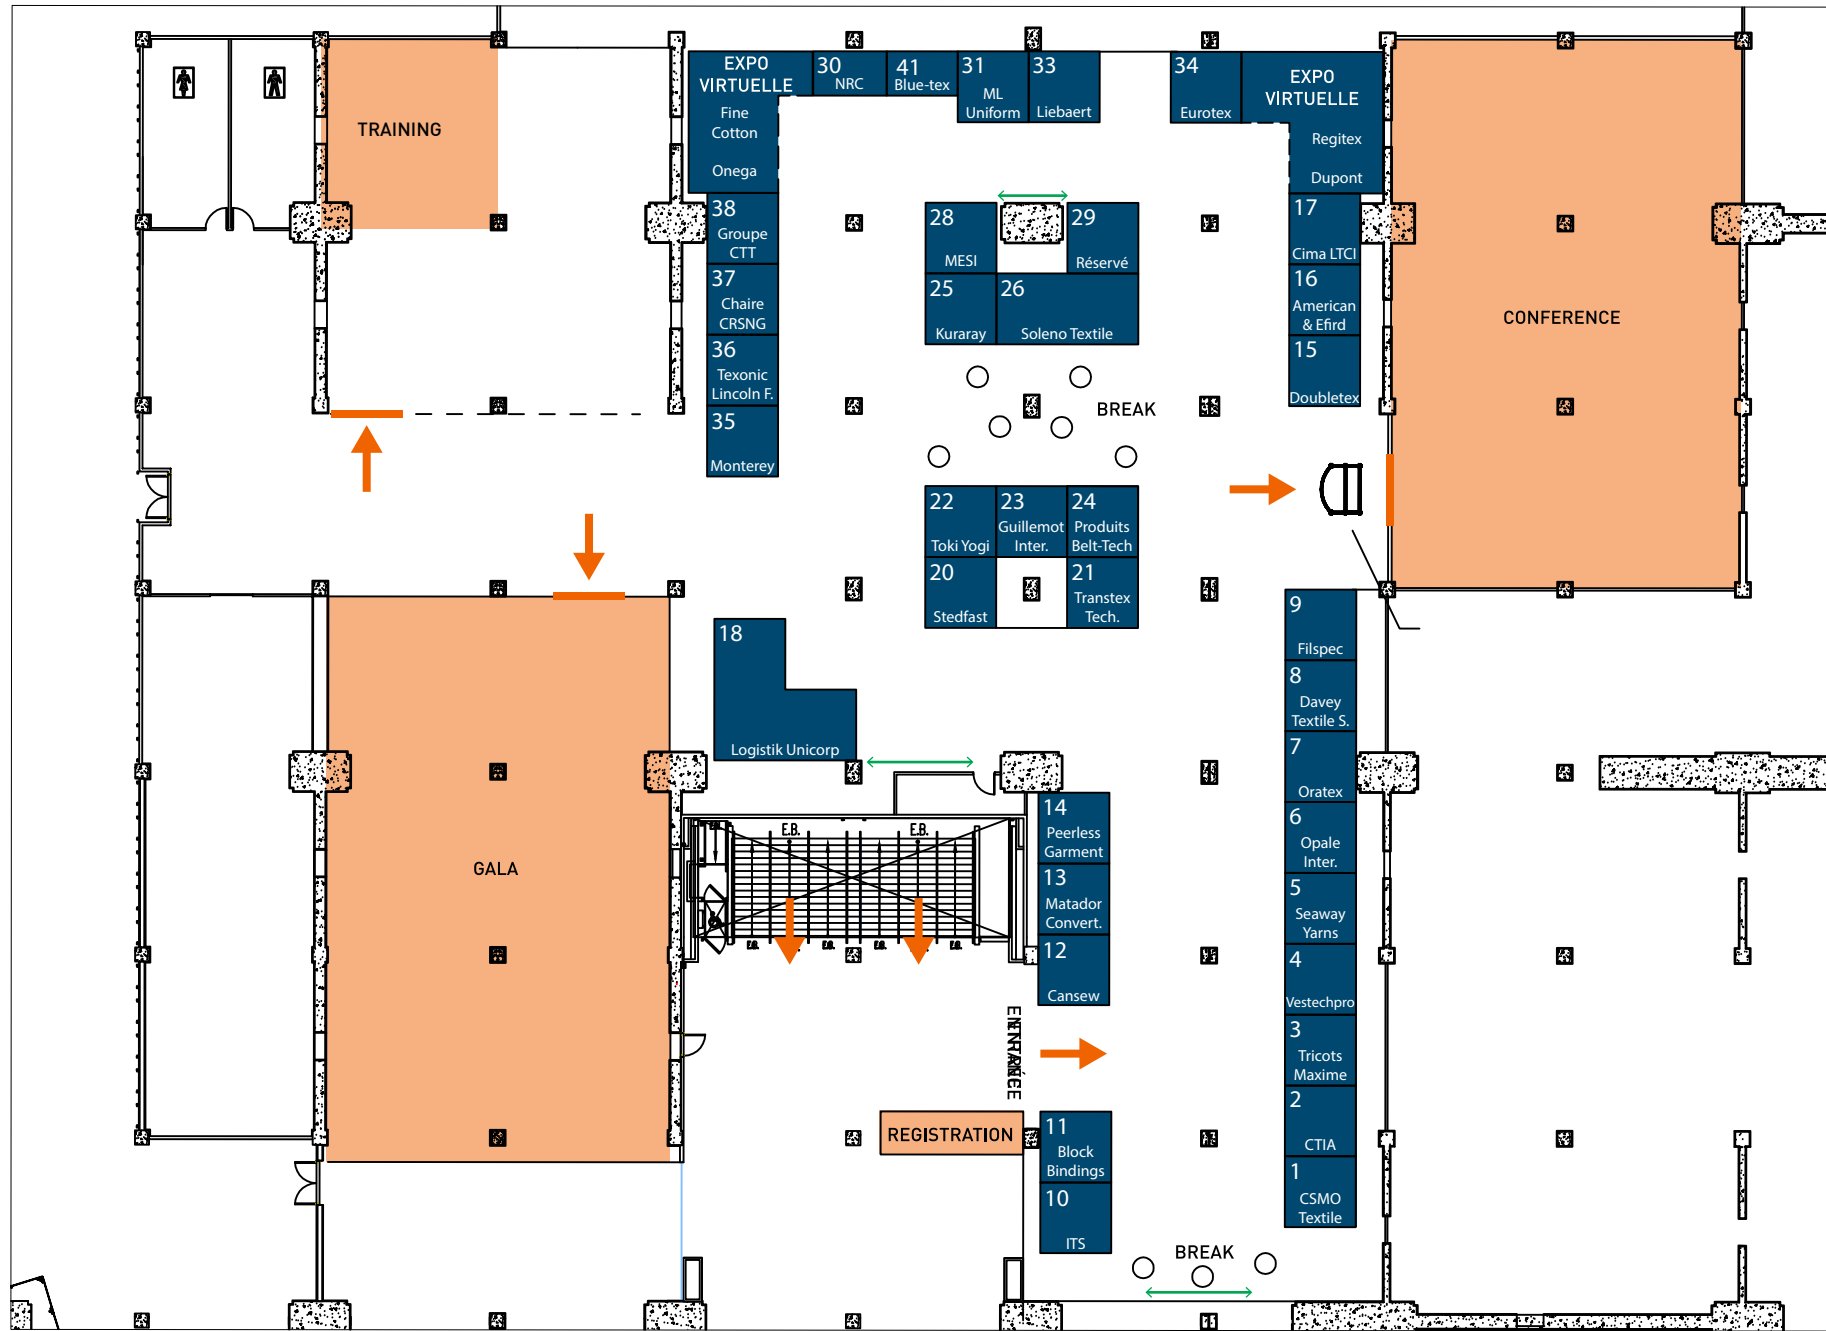 EXPO
VIRTUELLE
Fine
Cotton
Onega
30
NRC
41
Blue-tex
31
ML
Uniform
33
Liebaert
34
Eurotex
EXPO
VIRTUELLE
Regitex
Dupont
TRAINING
38
Groupe
CTT
37
Chaire
CRSNG
36
Texonic
Lincoln F.
35
Monterey
28
MESI
29
Réservé
25
Kuraray
26
Soleno Textile
17
Cima LTCI
16
American
& Efird
15
Doubletex
CONFERENCE
BREAK
22
Toki Yogi
23
Guillemot
Inter.
24
Produits
Belt-Tech
20
Stedfast
21
Transtex
Tech.
18
Logistik Unicorp
9
Filspec
8
Davey
Textile S.
7
Oratex
6
Opale
Inter.
5
Seaway
Yarns
4
Vestechpro
3
Tricots
Maxime
2
CTIA
1
CSMO
Textile
14
Peerless
Garment
13
Matador
Convert.
12
Cansew
E.B.
E.B.
E.B.
E.B.
E.B.
E.B.
GALA
REGISTRATION
11
Block
Bindings
10
ITS
BREAK